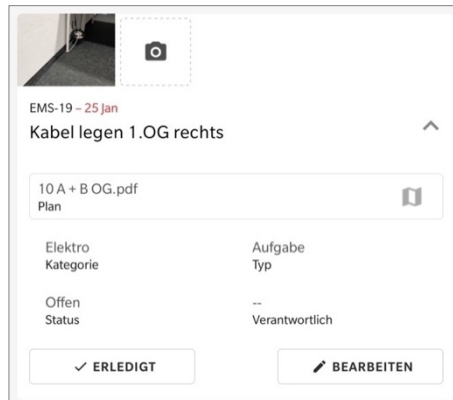 EMS-19 – 25 Jan
Kabel legen 1.OG rechts
10 A + B OG.pdf
Plan
Elektro
Kategorie
Aufgabe
Typ
Offen
Status
--
Verantwortlich
ERLEDIGT
BEARBEITEN